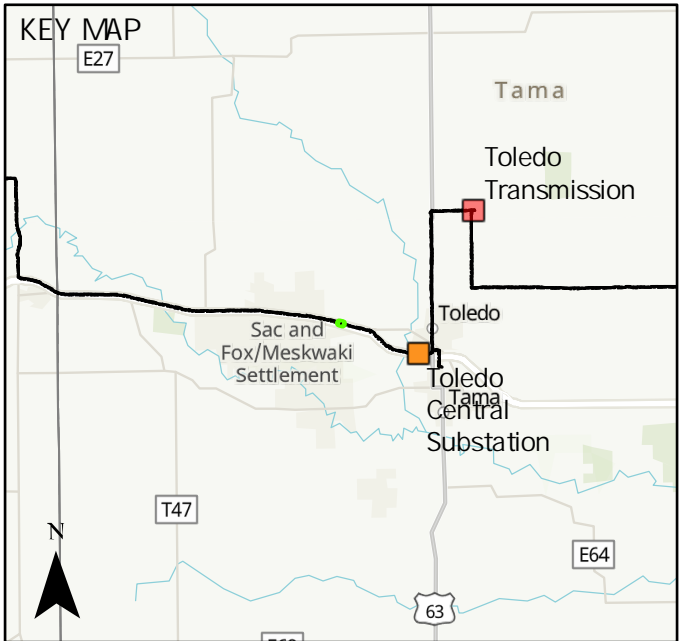 KEY MAP
E27
Tama
Toledo
Transmission
Toledo
Sac and
Fox/Meskwaki
Settlement
Toledo
Central
Substation
Tama
T47
N
E64
63